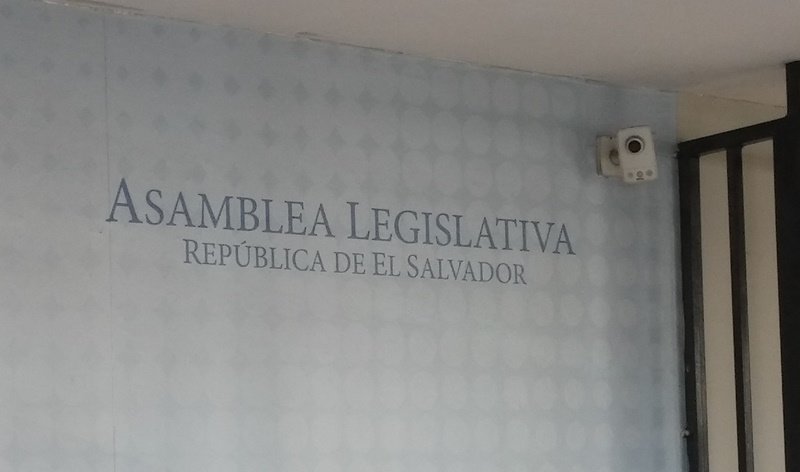 ASAMBLEA LEGISLATIVA
REPÚBLICA DE EL SALVADOR